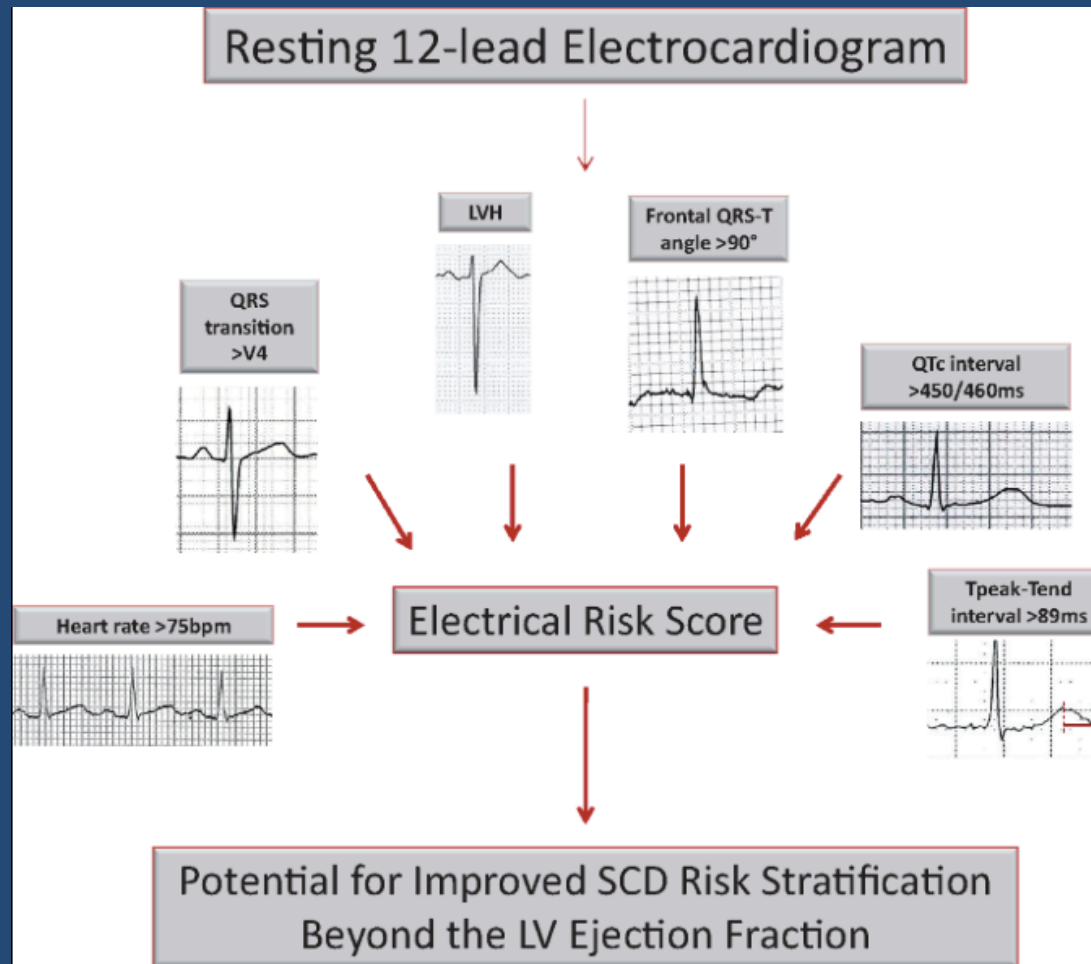 Resting 12-lead Electrocardiogram
LVH
Frontal QRS-T
angle >90°
QRS
transition
>V4
QTc interval
>450/460ms
Heart rate >75bpm
Electrical Risk Score
Tpeak-Tend
interval >89ms
Potential for Improved SCD Risk Stratification
Beyond the LV Ejection Fraction